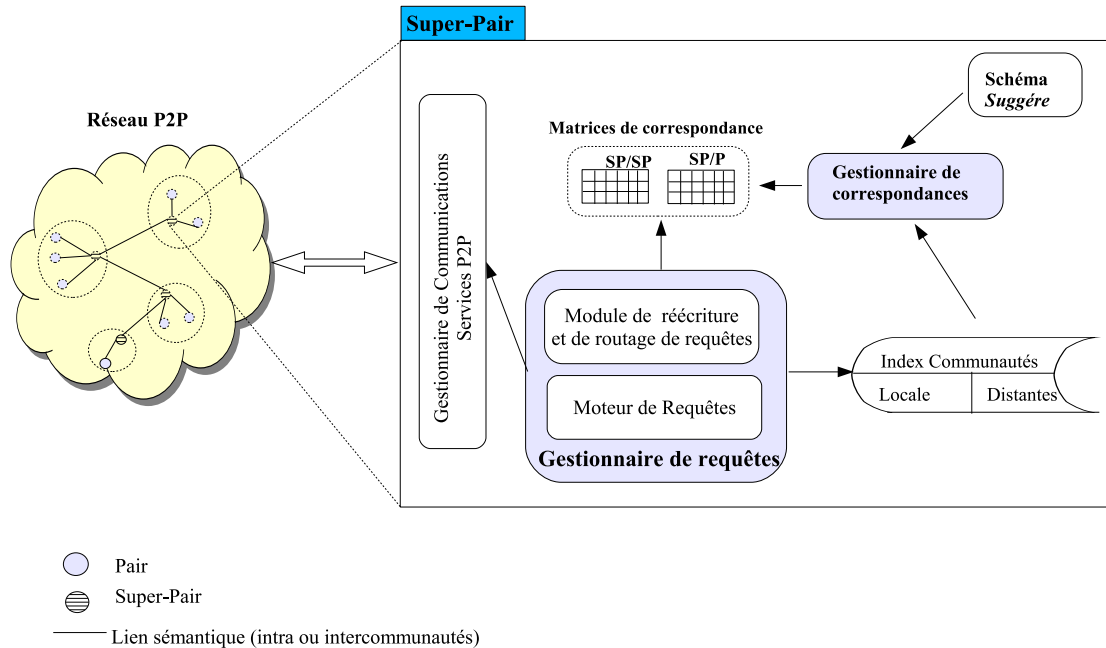 Super-Pair
Réseau P2P
Gestionnaire de Communications
Services P2P
Matrices de correspondance
SP/SP
SP/P
Schéma
Suggére
Gestionnaire de
correspondances
Module de réécriture
et de routage de requêtes
Moteur de Requêtes
Gestionnaire de requêtes
Index Communautés
Locale
Distantes
Pair
Super-Pair
Lien sémantique (intra ou intercommunautés)